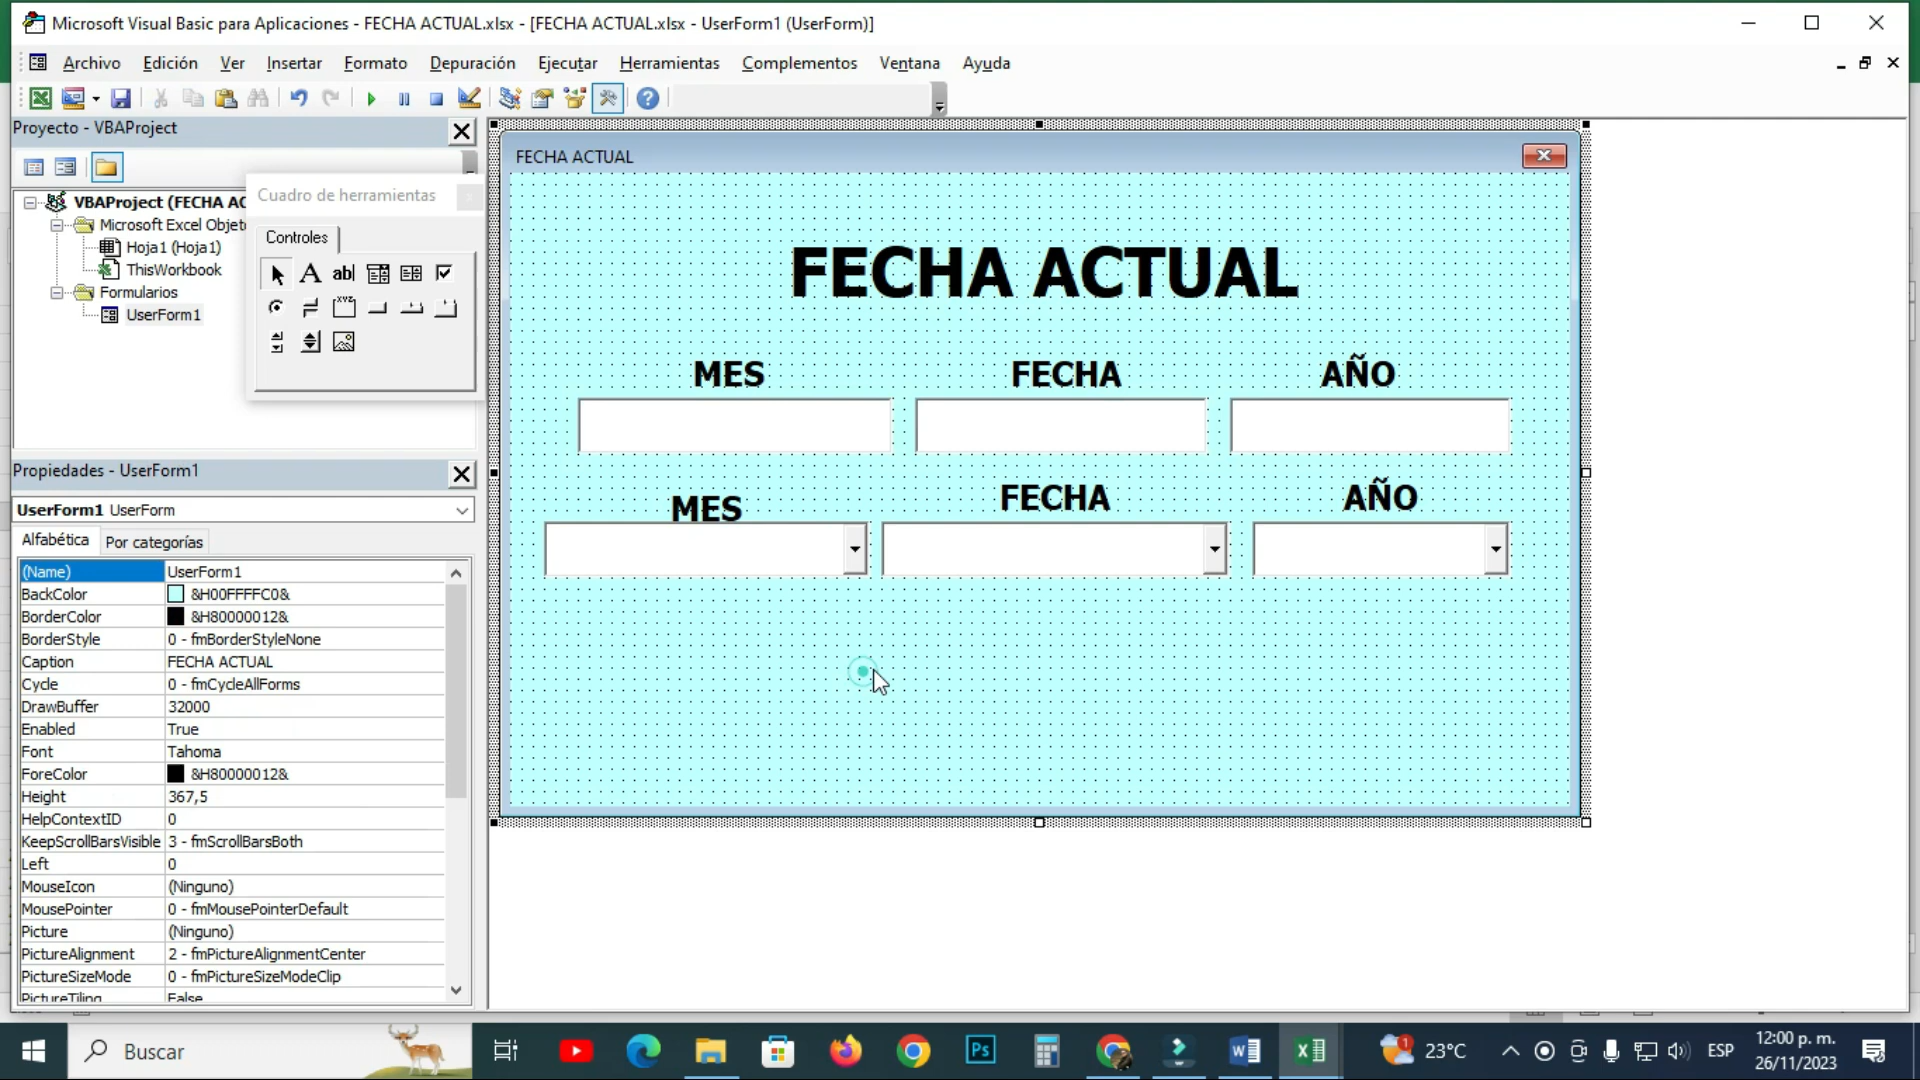 Microsoft Visual Basic para Aplicaciones - FECHA ACTUAL.xlsx - [FECHA ACTUAL.xlsx - UserForm1 (UserForm)]
Archivo Edición Ver Insertar Formato Depuración Ejecutar Herramientas Complementos Ventana Ayuda
Proyecto - VBAProject
VBAProject (FECHA AC
Microsoft Excel Objet
Hoja1 (Hoja1)
ThisWorkbook
Formularios
UserForm1
Cuadro de herramientas
Controles
A abl
XYZ
Propiedades - UserForm1
UserForm1 UserForm
Alfabética Por categorías
(Name) UserForm1
BackColor &H00FFFFC0&
BorderColor &H80000012&
BorderStyle 0 - fmBorderStyleNone
Caption FECHA ACTUAL
Cycle 0 - fmCycleAllForms
DrawBuffer 32000
Enabled True
Font Tahoma
ForeColor &H80000012&
Height 367,5
HelpContextID 0
KeepScrollBarsVisible 3 - fmScrollBarsBoth
Left 0
MouseIcon (Ninguno)
MousePointer 0 - fmMousePointerDefault
Picture (Ninguno)
PictureAlignment 2 - fmPictureAlignmentCenter
PictureSizeMode 0 - fmPictureSizeModeClip
PictureTiling False
FECHA ACTUAL
FECHA ACTUAL
MES FECHA AÑO
MES FECHA AÑO
Buscar
Ps
1
23°C
ESP
12:00 p. m.
26/11/2023